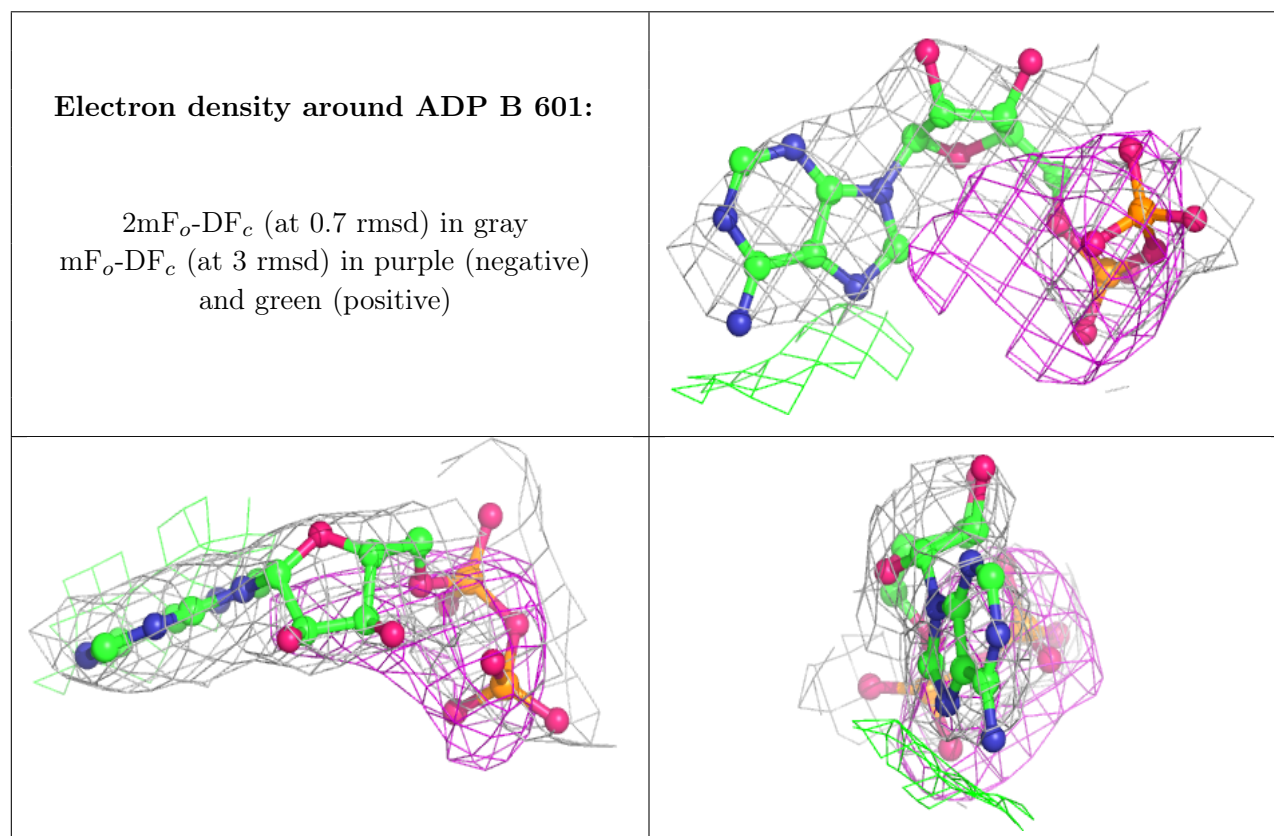 Electron density around ADP B 601:
2mFo-DFc (at 0.7 rmsd) in gray
mFo-DFc (at 3 rmsd) in purple (negative)
and green (positive)